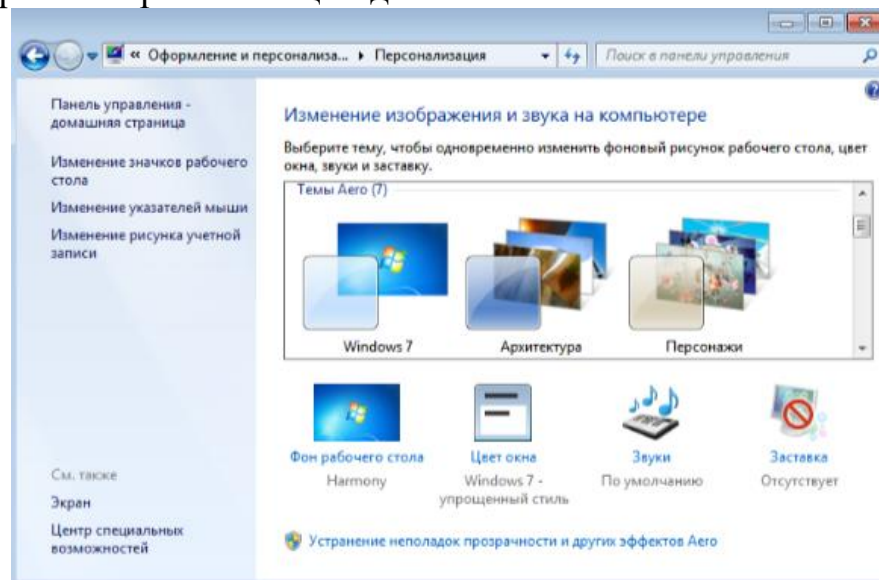 « Оформление и персонализа... ▸ Персонализация
Поиск в панели управления
Панель управления -
домашняя страница
Изменение значков рабочего
стола
Изменение указателей мыши
Изменение рисунка учетной
записи
См. также
Экран
Центр специальных
возможностей
Изменение изображения и звука на компьютере
Выберите тему, чтобы одновременно изменить фоновый рисунок рабочего стола, цвет
окна, звуки и заставку.
Темы Aero (7)
Windows 7
Архитектура
Персонажи
Фон рабочего стола
Harmony
Цвет окна
Windows 7 -
упрощенный стиль
Звуки
По умолчанию
Заставка
Отсутствует
Устранение неполадок прозрачности и других эффектов Aero